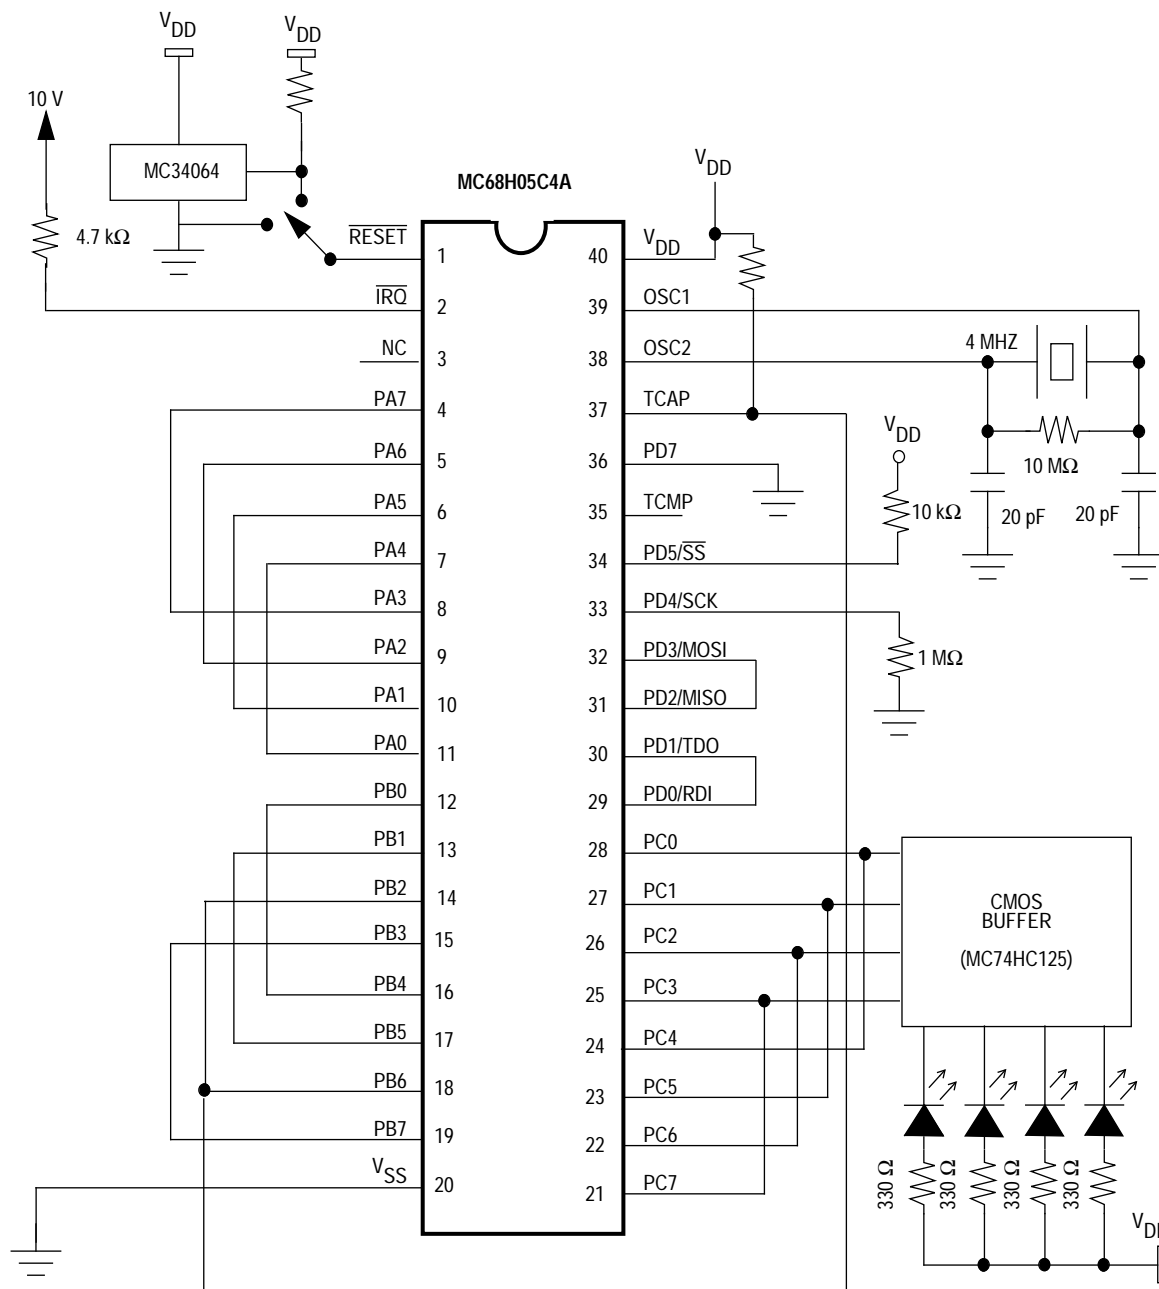 VDD
VDD
10 V
MC34064
4.7 kΩ
MC68H05C4A
VDD
RESET 1
IRQ 2
NC 3
PA7 4
PA6 5
PA5 6
PA4 7
PA3 8
PA2 9
PA1 10
PA0 11
PB0 12
PB1 13
PB2 14
PB3 15
PB4 16
PB5 17
PB6 18
PB7 19
VSS 20
40 VDD
39 OSC1
38 OSC2
37 TCAP
36 PD7
35 TCMP
34 PD5/SS
33 PD4/SCK
32 PD3/MOSI
31 PD2/MISO
30 PD1/TDO
29 PD0/RDI
28 PC0
27 PC1
26 PC2
25 PC3
24 PC4
23 PC5
22 PC6
21 PC7
4 MHZ
10 MΩ
20 pF
20 pF
VDD
10 kΩ
1 MΩ
CMOS
BUFFER
(MC74HC125)
330 Ω
330 Ω
330 Ω
330 Ω